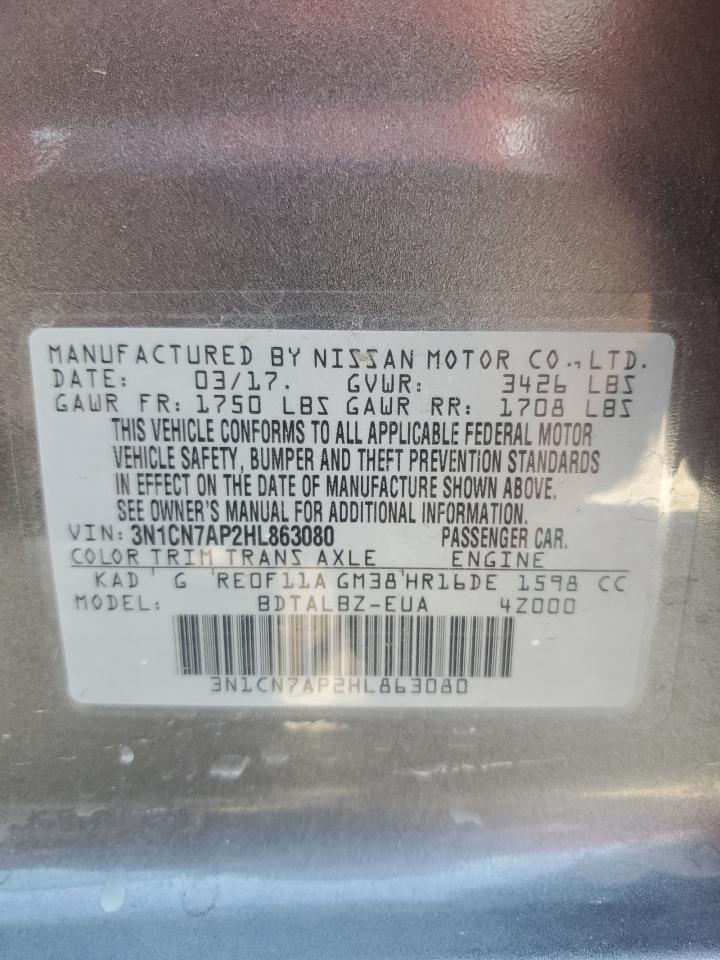 MANUFACTURED BY NISSAN MOTOR CO., LTD.
DATE: 03/17. GVWR: 3426 LBS
GAWR FR: 1750 LBS GAWR RR: 1708 LBS
THIS VEHICLE CONFORMS TO ALL APPLICABLE FEDERAL MOTOR
VEHICLE SAFETY, BUMPER AND THEFT PREVENTION STANDARDS
IN EFFECT ON THE DATE OF MANUFACTURE SHOWN ABOVE.
SEE OWNER'S MANUAL FOR ADDITIONAL INFORMATION.
VIN: 3N1CN7AP2HL863080 PASSENGER CAR.
COLOR TRIM TRANS AXLE ENGINE
KAD G RE0F11A GM38 HR16DE 1598 CC
MODEL: BDTALBZ-EUA 4Z000
3N1CN7AP2HL863080